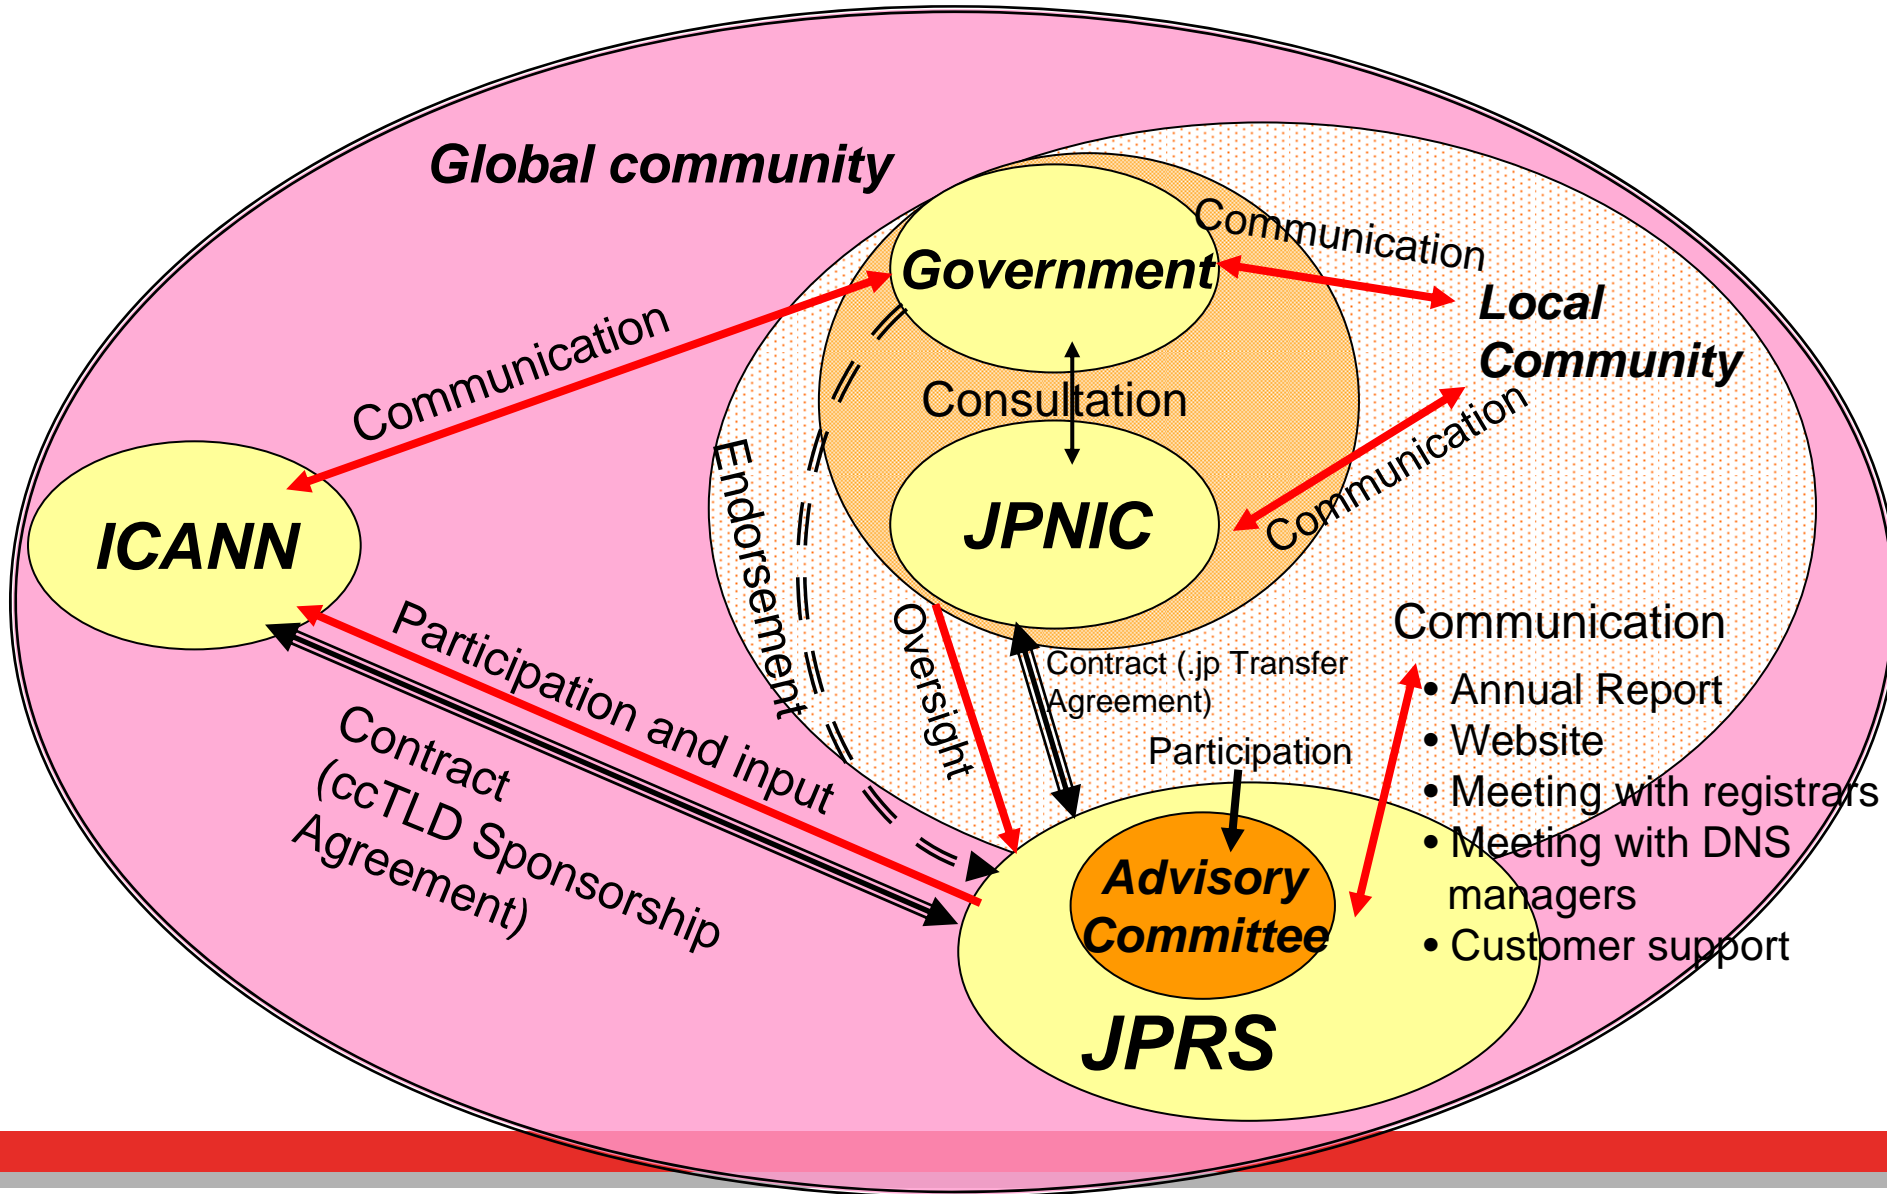 Global community
Government
Communication
Local
Community
Communication
Consultation
Communication
Endorsement
ICANN
JPNIC
Oversight
Participation and input
Contract
(ccTLD Sponsorship
Agreement)
Contract (.jp Transfer
Agreement)
Participation
Communication
• Annual Report
• Website
• Meeting with registrars
• Meeting with DNS
managers
• Customer support
Advisory
Committee
JPRS